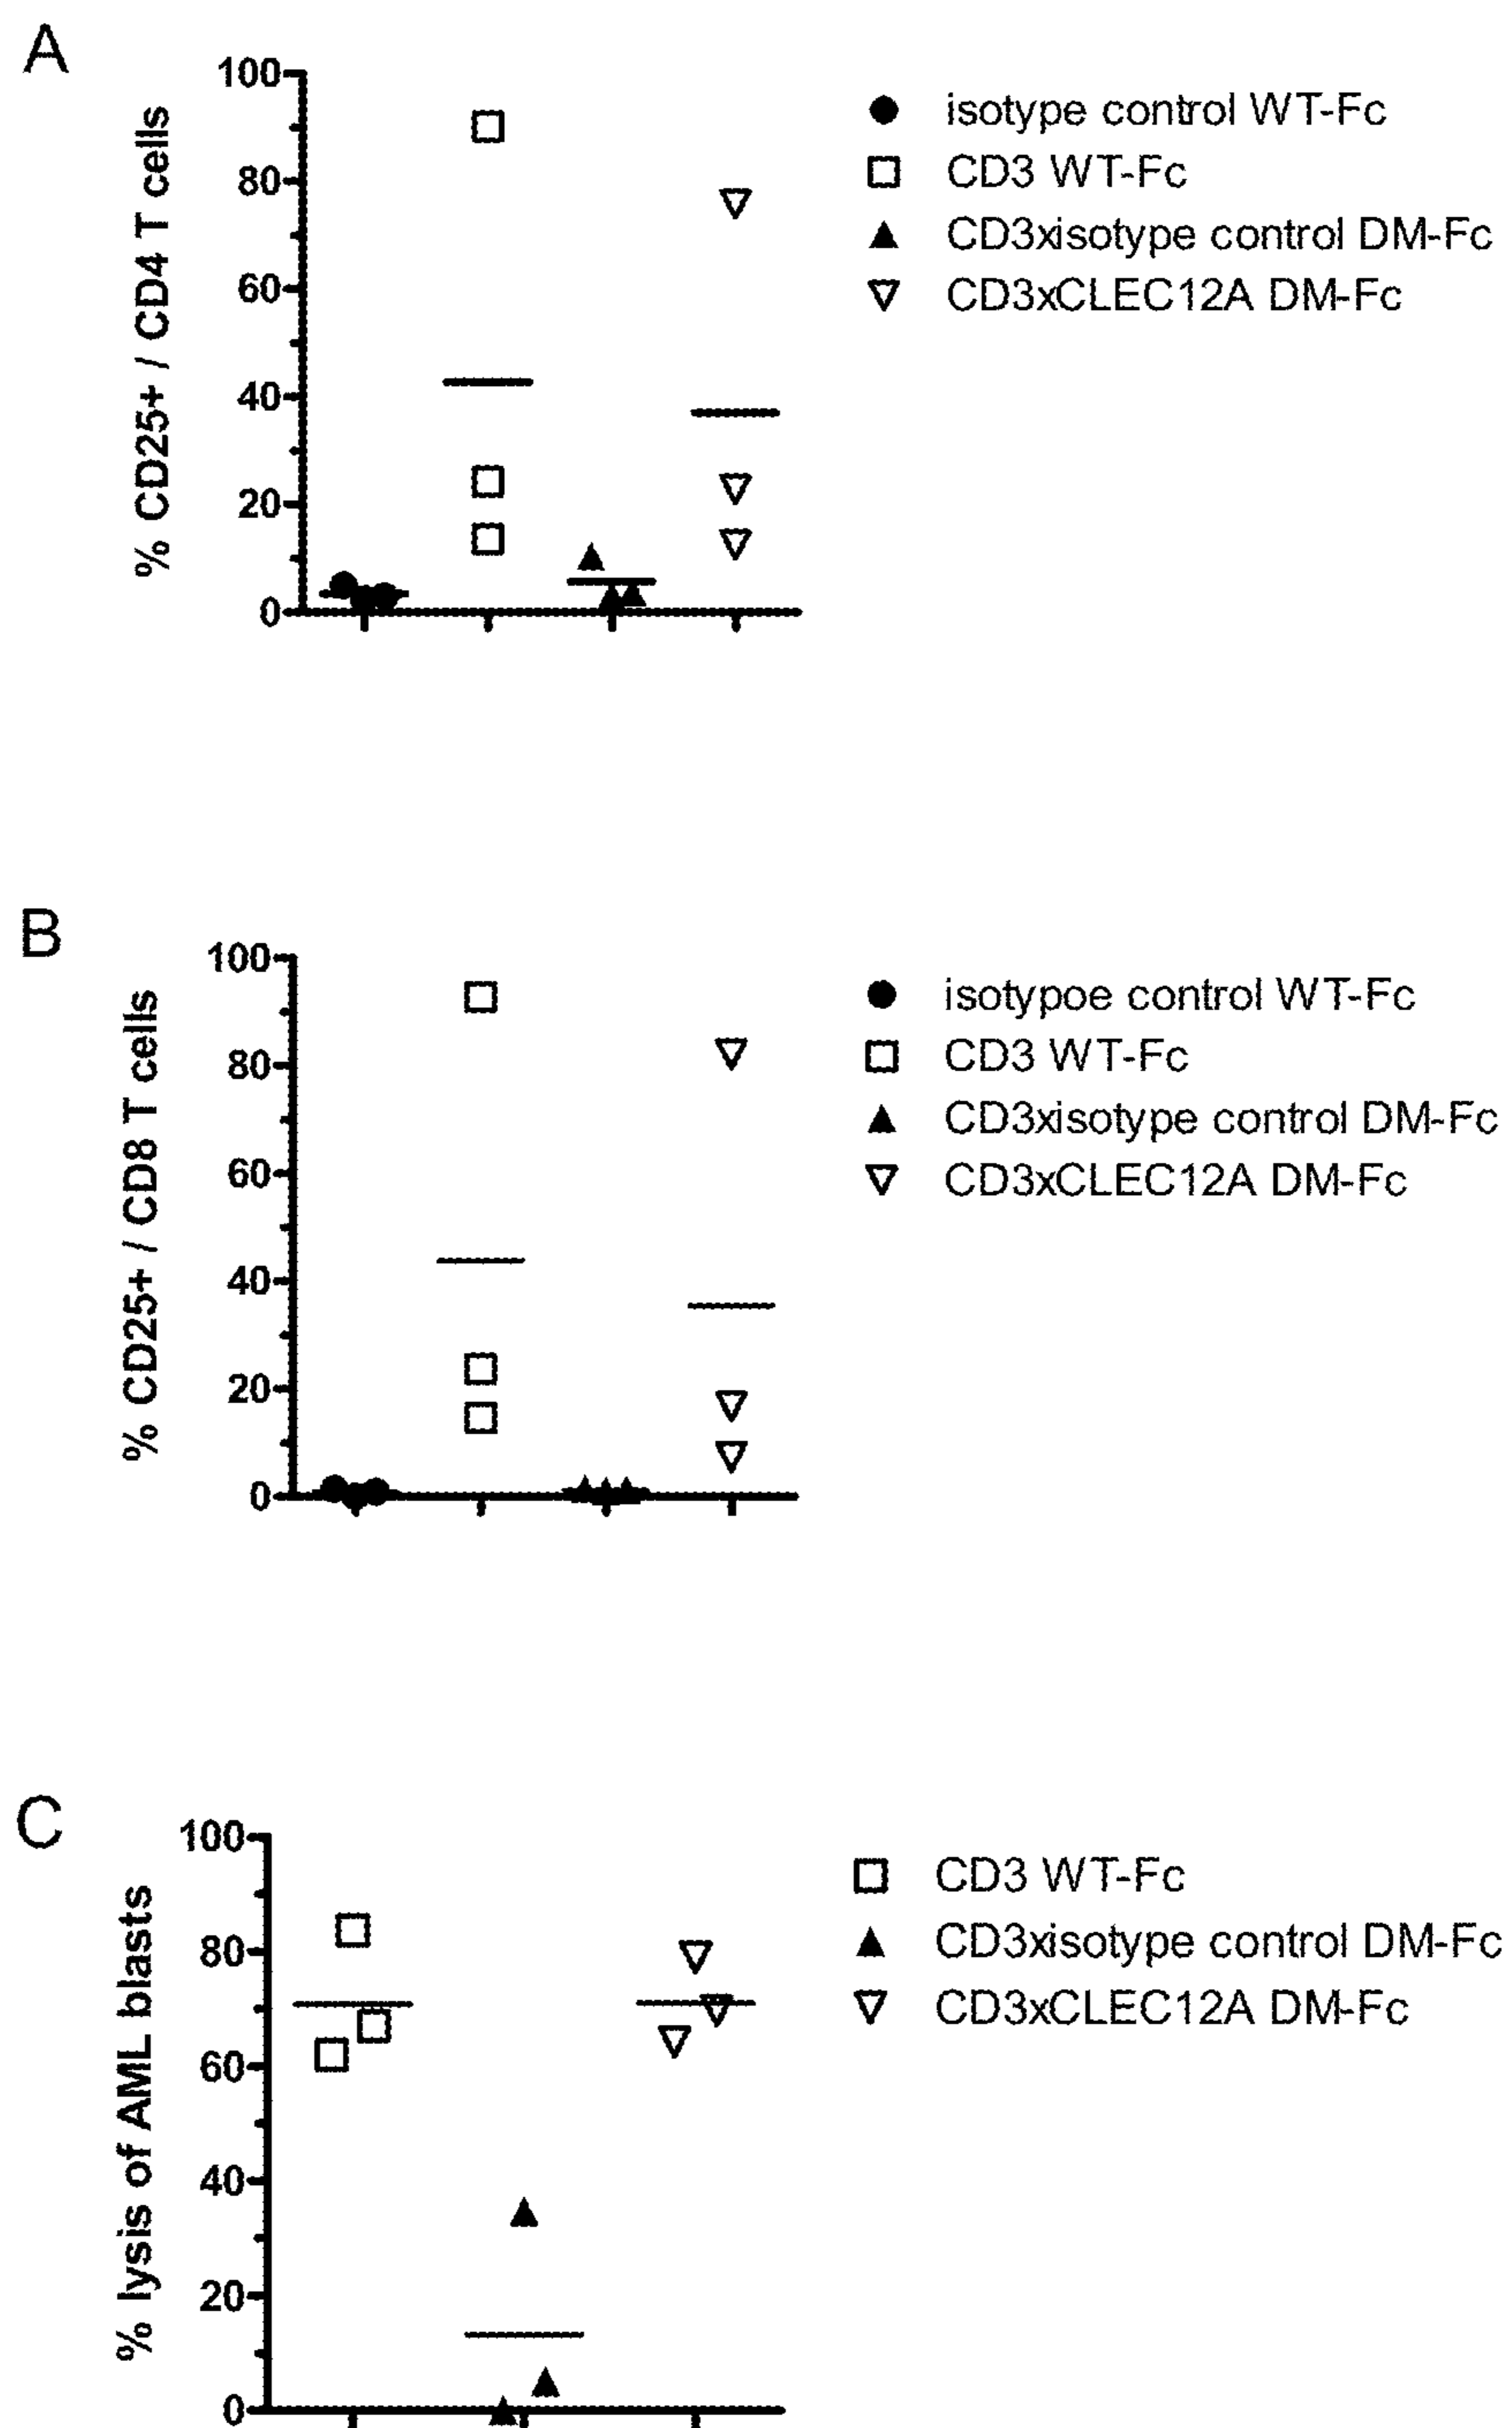 A
% CD25+ / CD4 T cells
100
80
60
40
20
0
isotype control WT-Fc
CD3 WT-Fc
CD3xisotype control DM-Fc
CD3xCLEC12A DM-Fc
B
% CD25+ / CD8 T cells
100
80
60
40
20
0
isotypoe control WT-Fc
CD3 WT-Fc
CD3xisotype control DM-Fc
CD3xCLEC12A DM-Fc
C
% lysis of AML blasts
100
80
60
40
20
0
CD3 WT-Fc
CD3xisotype control DM-Fc
CD3xCLEC12A DM-Fc